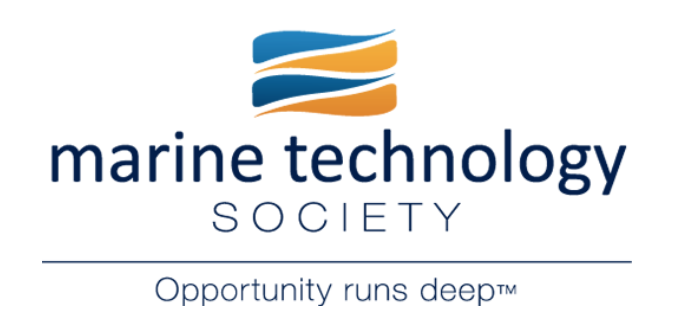 marine technology
SOCIETY
Opportunity runs deep™